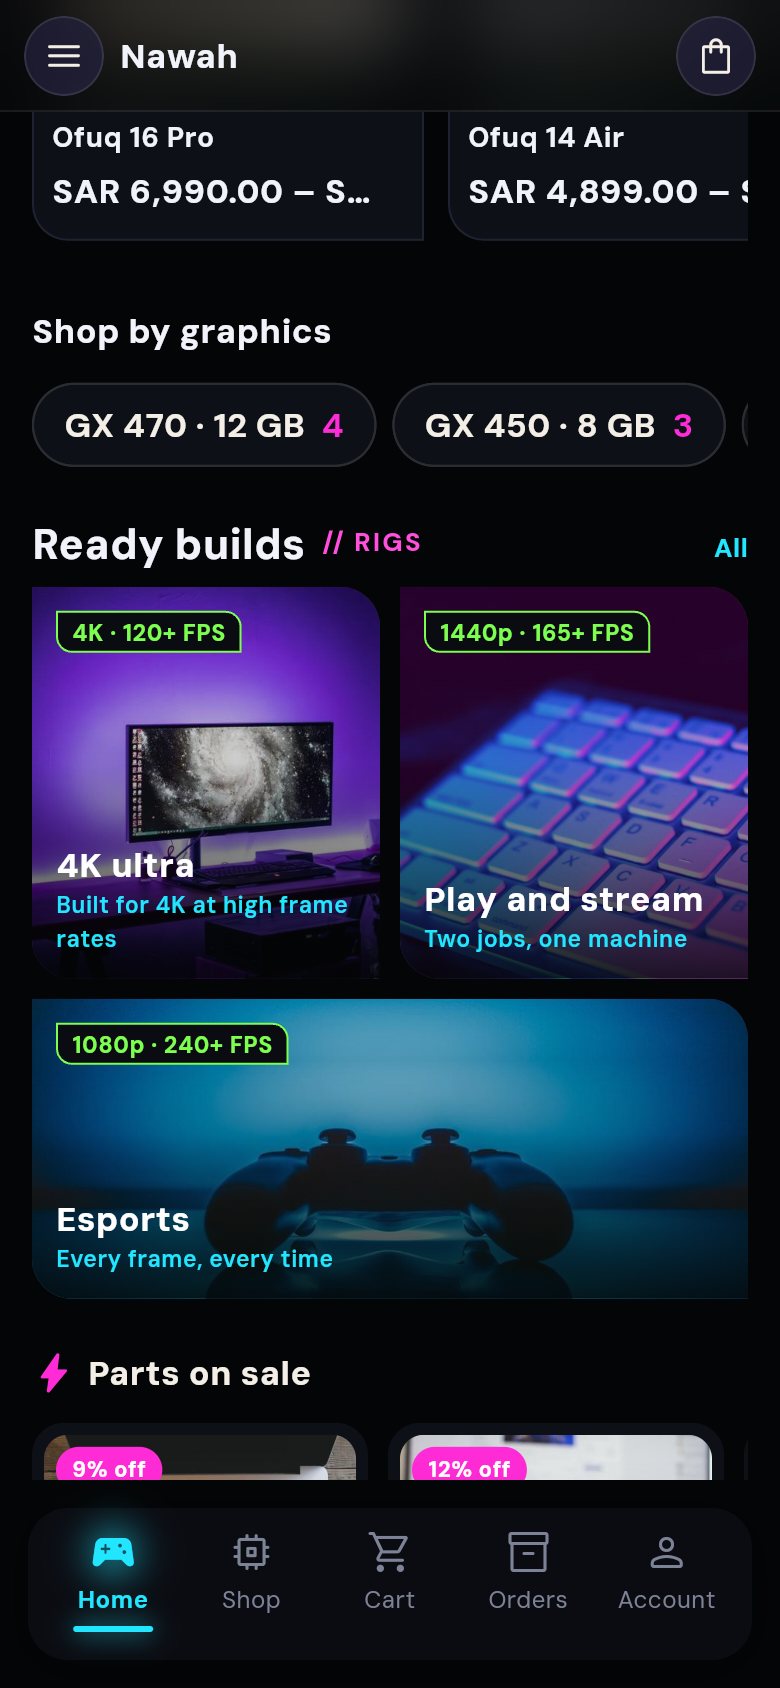 Nawah
Ofuq 16 Pro
SAR 6,990.00 – S...
Ofuq 14 Air
SAR 4,899.00 –
Shop by graphics
GX 470 · 12 GB 4
GX 450 · 8 GB 3
Ready builds // RIGS
All
4K · 120+ FPS
4K ultra
Built for 4K at high frame
rates
1440p · 165+ FPS
Play and stream
Two jobs, one machine
1080p · 240+ FPS
Esports
Every frame, every time
Parts on sale
9% off
12% off
Home
Shop
Cart
Orders
Account